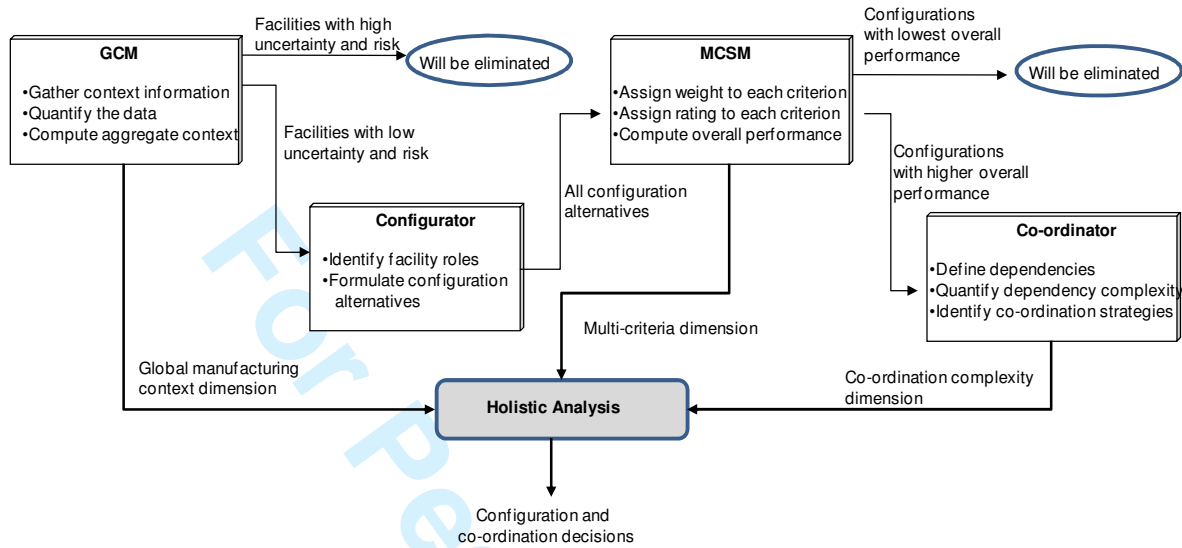 Facilities with high
uncertainty and risk
Will be eliminated
GCM
•Gather context information
•Quantify the data
•Compute aggregate context
Facilities with low
uncertainty and risk
Configurator
•Identify facility roles
•Formulate configuration
alternatives
All configuration
alternatives
MCSM
•Assign weight to each criterion
•Assign rating to each criterion
•Compute overall performance
Configurations
with lowest overall
performance
Will be eliminated
Configurations
with higher overall
performance
Co-ordinator
•Define dependencies
•Quantify dependency complexity
•Identify co-ordination strategies
Global manufacturing
context dimension
Multi-criteria dimension
Co-ordination complexity
dimension
Holistic Analysis
Configuration and
co-ordination decisions
For Pe